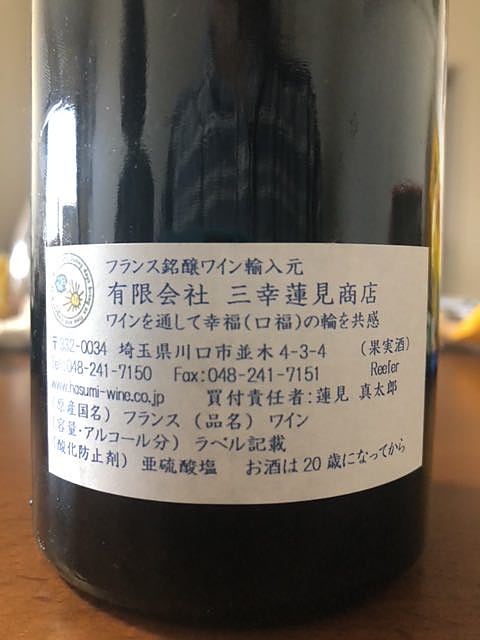 フランス銘醸ワイン輸入元
有限会社 三幸蓮見商店
ワインを通して幸福(口福)の輪を共感
〒332-0034 埼玉県川口市並木4-3-4 (果実酒)
Tel:048-241-7150 Fax:048-241-7151 Reefer
www.hasumi-wine.co.jp 買付責任者:蓮見 真太郎
(原産国名) フランス (品名) ワイン
(容量・アルコール分) ラベル記載
(酸化防止剤) 亜硫酸塩 お酒は20歳になってから